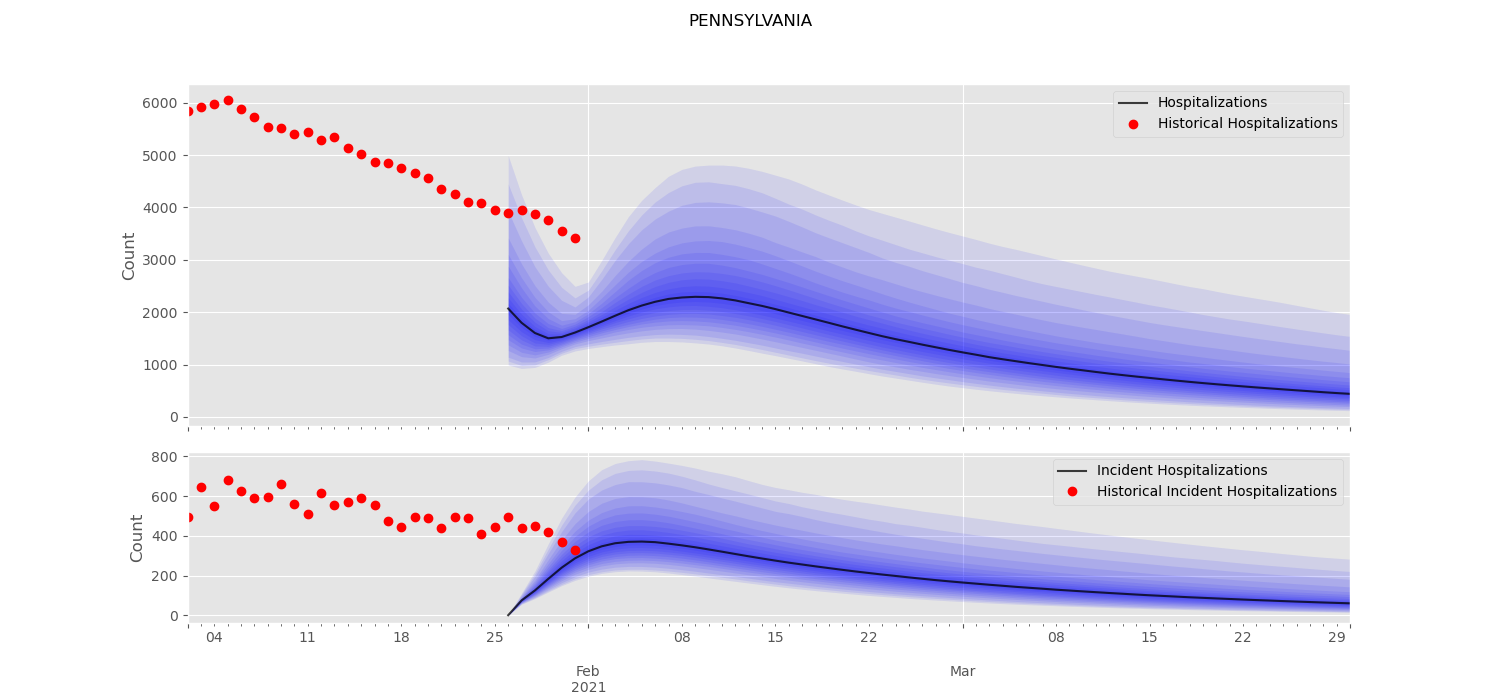 PENNSYLVANIA
Hospitalizations
Historical Hospitalizations
6000
5000
4000
3000
2000
1000
0
Count
Incident Hospitalizations
Historical Incident Hospitalizations
800
600
400
200
0
Count
04 11 18 25 08 15 22 08 15 22 29
Feb Mar
2021